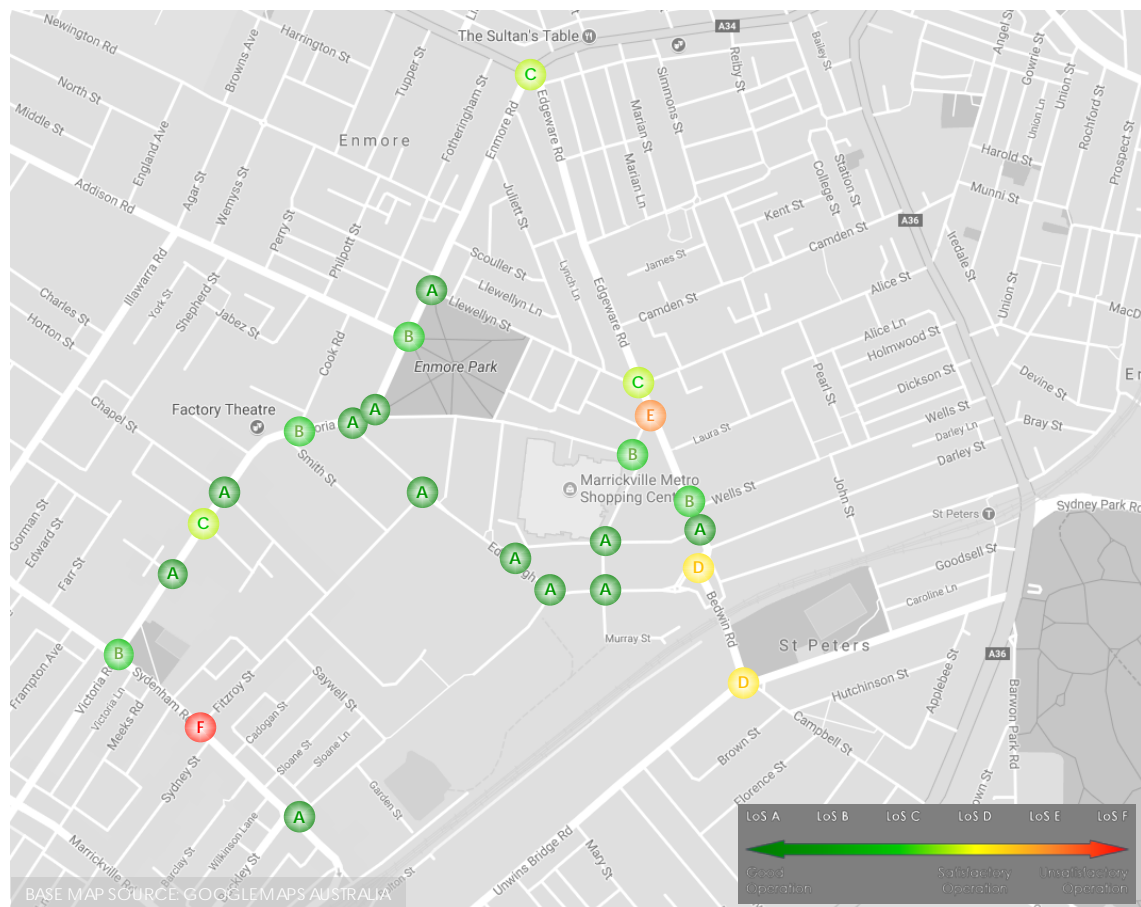 Newington Rd
Browns Ave
Harrington St
Tupper St
The Sultan's Table
A34
Reiby St
Bailey St
Angel St
Gowrie St
Union St
North St
Middle St
England Ave
Enmore
Fotheringham St
Enmore Rd
C
Edgeware Rd
Simmons St
Marian St
Marian Ln
Union Ln
Rochford St
Prospect St
Harold St
Munni St
Station St
College St
Agar St
Wemyss St
Addison Rd
Perry St
Philpott St
Juliett St
Kent St
Camden St
A36
Iredale St
Illawarra Rd
Scouller St
Lynch Ln
James St
Edgeware Rd
Alice St
Union St
York St
Shepherd St
Charles St
Horton St
Jabez St
A
Llewellyn Ln
Llewellyn St
Camden St
MacD
Alice Ln
Holmwood St
Cook Rd
B
Enmore Park
Pearl St
Dickson St
Devine St
Er
C
Chapel St
Factory Theatre
A
A
B
oria
E
Laura St
Wells St
Darley Ln
Darley St
Bray St
B
Smith St
Marrickville Metro
Shopping Cent
A
A
B
Wells St
John St
St Peters
Sydney Park Rd
Gorman St
Edward St
C
A
A
Farr St
A
Edinburgh
A
D
Goodsell St
A
A
Caroline Ln
Bedwin Rd
Murray St
St Peters
A36
Frampton Ave
B
Victoria R
Victoria Ln
Meeks Rd
Sydenham R
Fitzroy St
Saywell St
D
Hutchinson St
Applebee St
Barwon Park Rd
F
Cadogan St
Sloane St
Sloane Ln
Campbell St
Brown St
Sydney St
Garden St
Florence St
own St
A
Wilkinson Lane
Barclay St
Marrickville Rd
Unwins Bridge Rd
Mary St
LoS A LoS B LoS C LoS D LoS E LoS F
Good
Operation
Satisfactory
Operation
Unsatisfactory
Operation
BASE MAP SOURCE: GOOGLE MAPS AUSTRALIA